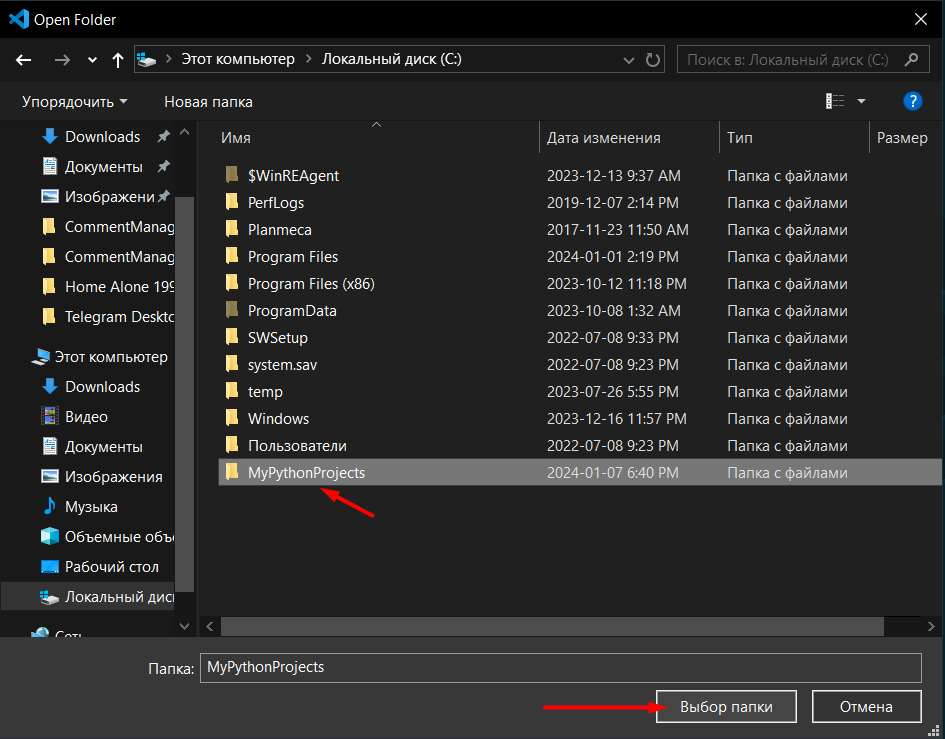 Open Folder
Этот компьютер Локальный диск (C:)
Поиск в: Локальный диск (C:)
Упорядочить Новая папка ?
Downloads
Документы
Изображени
CommentManag
CommentManag
Home Alone 199
Telegram Deskto
Этот компьютер
Downloads
Видео
Документы
Изображения
Музыка
Объемные объе
Рабочий стол
Локальный диск
Сеть
Имя Дата изменения Тип Размер
$WinREAgent 2023-12-13 9:37 AM Папка с файлами
PerfLogs 2019-12-07 2:14 PM Папка с файлами
Planmeca 2017-11-23 11:50 AM Папка с файлами
Program Files 2024-01-01 2:19 PM Папка с файлами
Program Files (x86) 2023-10-12 11:18 PM Папка с файлами
ProgramData 2023-10-08 1:32 AM Папка с файлами
SWSetup 2022-07-08 9:33 PM Папка с файлами
system.sav 2022-07-08 9:23 PM Папка с файлами
temp 2023-07-26 5:55 PM Папка с файлами
Windows 2023-12-16 11:57 PM Папка с файлами
Пользователи 2022-07-08 9:23 PM Папка с файлами
MyPythonProjects 2024-01-07 6:40 PM Папка с файлами
Папка: MyPythonProjects
Выбор папки Отмена